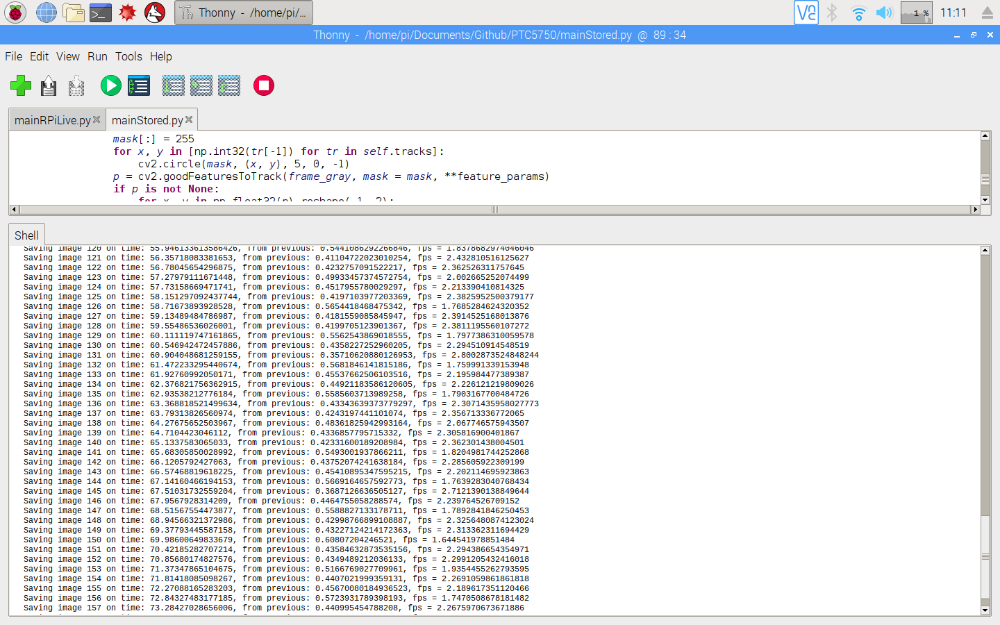 Thonny - /home/pi/...
1 %
11:11
Thonny - /home/pi/Documents/Github/PTC5750/mainStored.py @ 89 : 34
File Edit View Run Tools Help
mainRPiLive.py
mainStored.py
mask[:] = 255
for x, y in [np.int32(tr[-1]) for tr in self.tracks]:
cv2.circle(mask, (x, y), 5, 0, -1)
p = cv2.goodFeaturesToTrack(frame_gray, mask = mask, **feature_params)
if p is not None:
for x, y in np.float32(p).reshape(-1, 2):
Shell
Saving image 120 on time: 55.946133613586426, from previous: 0.5441086292266846, fps = 1.8378682974046046
Saving image 121 on time: 56.35718083381653, from previous: 0.41104722023010254, fps = 2.432810516125627
Saving image 122 on time: 56.78045654296875, from previous: 0.4232757091522217, fps = 2.362526311757645
Saving image 123 on time: 57.27979111671448, from previous: 0.49933457374572754, fps = 2.002665252074499
Saving image 124 on time: 57.73158669471741, from previous: 0.4517955780029297, fps = 2.213390410814325
Saving image 125 on time: 58.151297092437744, from previous: 0.4197103977203369, fps = 2.3825952500379177
Saving image 126 on time: 58.71673893928528, from previous: 0.5654418468475342, fps = 1.7685284624320352
Saving image 127 on time: 59.13489484786987, from previous: 0.4181559085845947, fps = 2.3914525168013876
Saving image 128 on time: 59.55486536026001, from previous: 0.4199705123901367, fps = 2.3811195560107272
Saving image 129 on time: 60.111119747161865, from previous: 0.5562543869018555, fps = 1.7977386310059578
Saving image 130 on time: 60.546942472457886, from previous: 0.4358227252960205, fps = 2.294510914548519
Saving image 131 on time: 60.904048681259155, from previous: 0.35710620880126953, fps = 2.8002873524848244
Saving image 132 on time: 61.472233295440674, from previous: 0.5681846141815186, fps = 1.759991339153948
Saving image 133 on time: 61.92760992050171, from previous: 0.45537662506103516, fps = 2.195984477389387
Saving image 134 on time: 62.376821756362915, from previous: 0.44921183586120605, fps = 2.226121219809026
Saving image 135 on time: 62.93538212776184, from previous: 0.5585603713989258, fps = 1.7903167700484726
Saving image 136 on time: 63.368818521499634, from previous: 0.43343639373779297, fps = 2.3071435958027773
Saving image 137 on time: 63.79313826560974, from previous: 0.4243197441101074, fps = 2.356713336772065
Saving image 138 on time: 64.27675652503967, from previous: 0.48361825942993164, fps = 2.067746575943507
Saving image 139 on time: 64.7104423046112, from previous: 0.4336857795715332, fps = 2.305816900401867
Saving image 140 on time: 65.1337583065033, from previous: 0.42331600189208984, fps = 2.362301438004501
Saving image 141 on time: 65.68305850028992, from previous: 0.5493001937866211, fps = 1.8204981744252868
Saving image 142 on time: 66.1205792427063, from previous: 0.43752074241638184, fps = 2.285605922309199
Saving image 143 on time: 66.57468819618225, from previous: 0.45410895347595215, fps = 2.202114695923863
Saving image 144 on time: 67.14160466194153, from previous: 0.5669164657592773, fps = 1.7639283040768434
Saving image 145 on time: 67.51031732559204, from previous: 0.3687126636505127, fps = 2.7121390138849644
Saving image 146 on time: 67.9567928314209, from previous: 0.4464755058288574, fps = 2.239764526709152
Saving image 147 on time: 68.51567554473877, from previous: 0.5588827133178711, fps = 1.7892841846250453
Saving image 148 on time: 68.94566321372986, from previous: 0.42998766899108887, fps = 2.3256480874123024
Saving image 149 on time: 69.37793445587158, from previous: 0.43227124214172363, fps = 2.313362311694429
Saving image 150 on time: 69.98600649833679, from previous: 0.60807204246521, fps = 1.644541978851484
Saving image 151 on time: 70.42185282707214, from previous: 0.43584632873535156, fps = 2.294386654354971
Saving image 152 on time: 70.85680174827576, from previous: 0.4349489212036133, fps = 2.2991205432416018
Saving image 153 on time: 71.37347865104675, from previous: 0.5166769027709961, fps = 1.9354455262793595
Saving image 154 on time: 71.81418085098267, from previous: 0.4407021999359131, fps = 2.2691059861861818
Saving image 155 on time: 72.27088165283203, from previous: 0.45670080184936523, fps = 2.189617351120466
Saving image 156 on time: 72.84327483177185, from previous: 0.5723931789398193, fps = 1.7470508678181482
Saving image 157 on time: 73.28427028656006, from previous: 0.440995454788208, fps = 2.2675970673671886